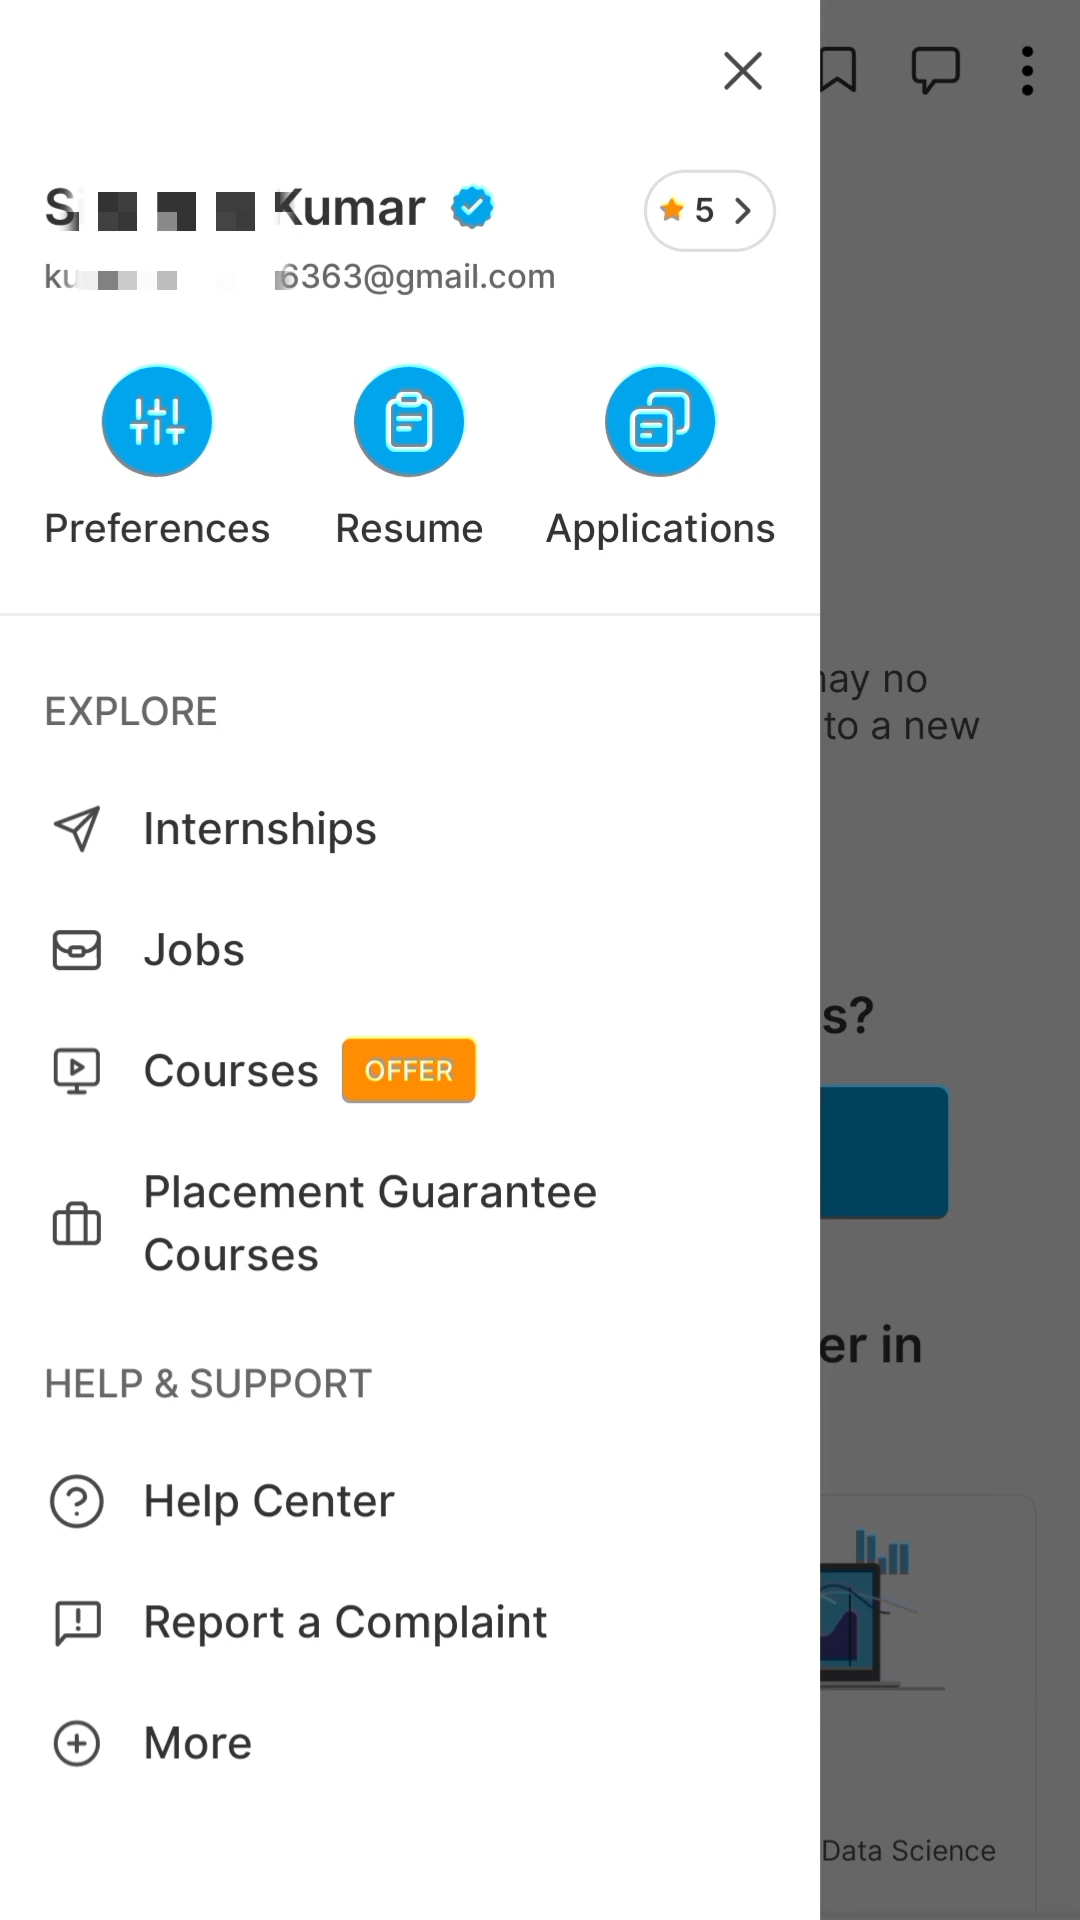 Kumar
5
6363@gmail.com
Preferences
Resume
Applications
EXPLORE
Internships
Jobs
Courses
OFFER
Placement Guarantee
Courses
HELP & SUPPORT
Help Center
Report a Complaint
More
no
to a new
s?
er in
Data Science